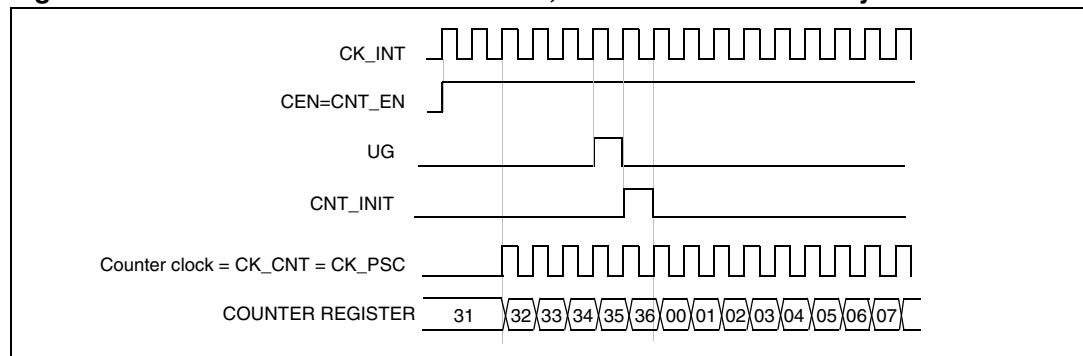 CK_INT
CEN=CNT_EN
UG
CNT_INIT
Counter clock = CK_CNT = CK_PSC
COUNTER REGISTER 31 32 33 34 35 36 00 01 02 03 04 05 06 07